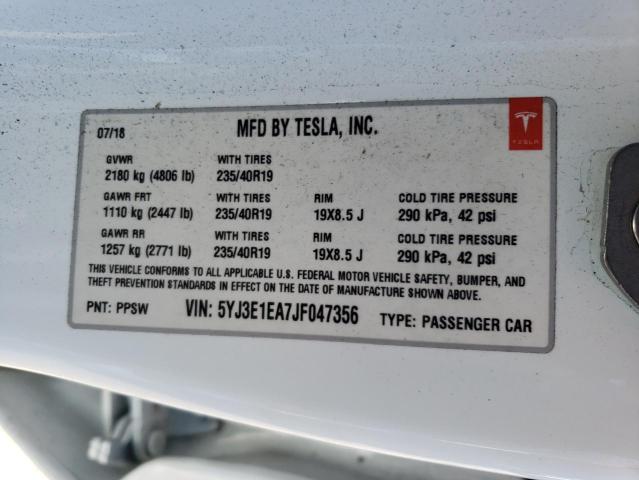 07/18 MFD BY TESLA, INC.
TESLA
GVWR WITH TIRES
2180 kg (4806 lb) 235/40R19
GAWR FRT WITH TIRES RIM COLD TIRE PRESSURE
1110 kg (2447 lb) 235/40R19 19X8.5 J 290 kPa, 42 psi
GAWR RR WITH TIRES RIM COLD TIRE PRESSURE
1257 kg (2771 lb) 235/40R19 19X8.5 J 290 kPa, 42 psi
THIS VEHICLE CONFORMS TO ALL APPLICABLE U.S. FEDERAL MOTOR VEHICLE SAFETY, BUMPER, AND
THEFT PREVENTION STANDARDS IN EFFECT ON THE DATE OF MANUFACTURE SHOWN ABOVE.
PNT: PPSW VIN: 5YJ3E1EA7JF047356 TYPE: PASSENGER CAR